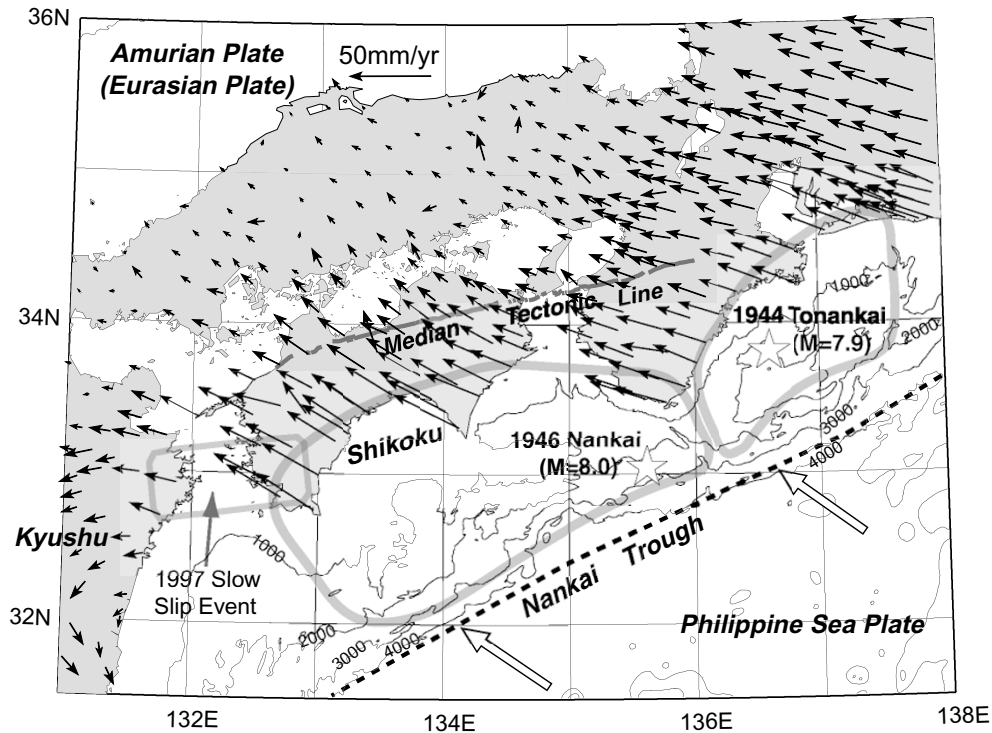 36N
Amurian Plate
(Eurasian Plate)
50mm/yr
34N
Median Tectonic Line
1000
1944 Tonankai
(M=7.9)
2000
Shikoku
1946 Nankai
(M=8.0)
3000
4000
Kyushu
1000
1997 Slow
Slip Event
Nankai Trough
32N
2000
3000
4000
Philippine Sea Plate
132E
134E
136E
138E